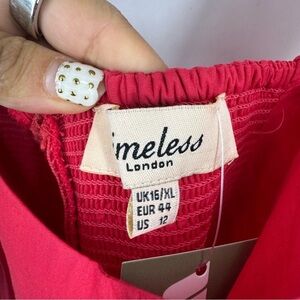 imeless
London
UK16/XL
EUR 44
US 12